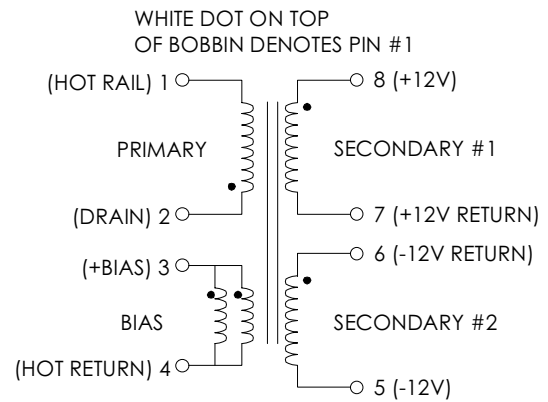 WHITE DOT ON TOP
OF BOBBIN DENOTES PIN #1
(HOT RAIL) 1
8 (+12V)
PRIMARY
SECONDARY #1
(DRAIN) 2
7 (+12V RETURN)
(+BIAS) 3
6 (-12V RETURN)
BIAS
SECONDARY #2
(HOT RETURN) 4
5 (-12V)